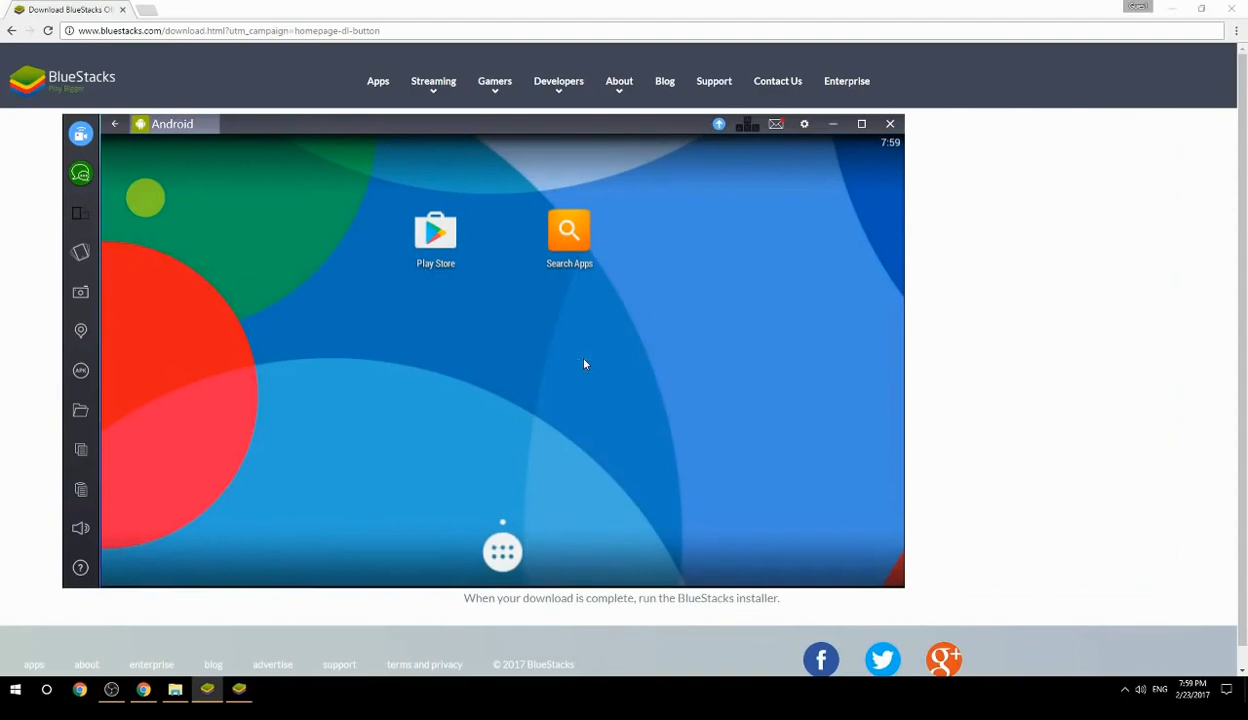 Download BlueStacks Of
www.bluestacks.com/download.html?utm_campaign=homepage-dl-button
BlueStacks
Play Bigger
Apps
Streaming
Gamers
Developers
About
Blog
Support
Contact Us
Enterprise
Android
7:59
Play Store
Search Apps
APK
When your download is complete, run the BlueStacks installer.
apps
about
enterprise
blog
advertise
support
terms and privacy
© 2017 BlueStacks
ENG
7:59 PM
2/23/2017